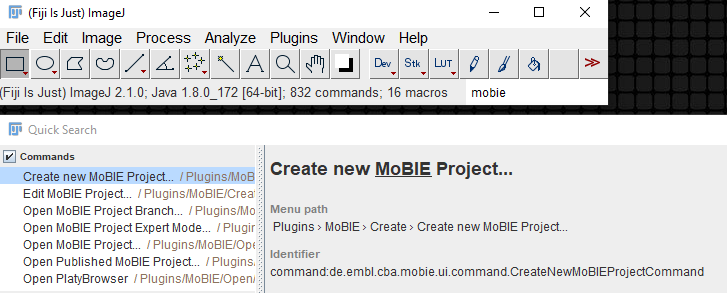 (Fiji Is Just) ImageJ
File Edit Image Process Analyze Plugins Window Help
Dev Stk LUT
(Fiji Is Just) ImageJ 2.1.0; Java 1.8.0_172 [64-bit]; 832 commands; 16 macros mobie
Quick Search
Commands
Create new MoBIE Project... / Plugins/MoB
Edit MoBIE Project... / Plugins/MoBIE/Crea
Open MoBIE Project Branch... / Plugins/Mo
Open MoBIE Project Expert Mode... / Plugin
Open MoBIE Project... / Plugins/MoBIE/Ope
Open Published MoBIE Project... / Plugins/
Open PlatyBrowser / Plugins/MoBIE/Open/
Create new MoBIE Project...
Menu path
Plugins › MoBIE › Create › Create new MoBIE Project...
Identifier
command:de.embl.cba.mobie.ui.command.CreateNewMoBIEProjectCommand